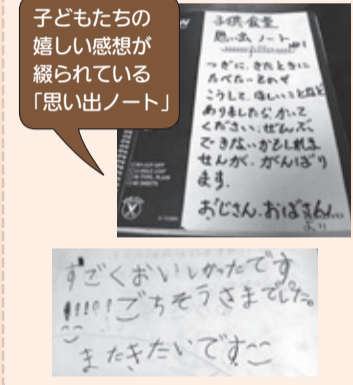 子どもたちの
嬉しい感想が
綴られている
「思い出ノート」
子供食堂
思い出ノート
つぎに、きたときに
たべたいものや
こうして、ほしいことなど
ありましたら、かいて
ください。ぜんぶ、
できないかもしれま
せんが、がんばり
ます。
おじさん、おばさん
より
すごくおいしかったです
!!!!!ごちそうさまでした。
またきたいです